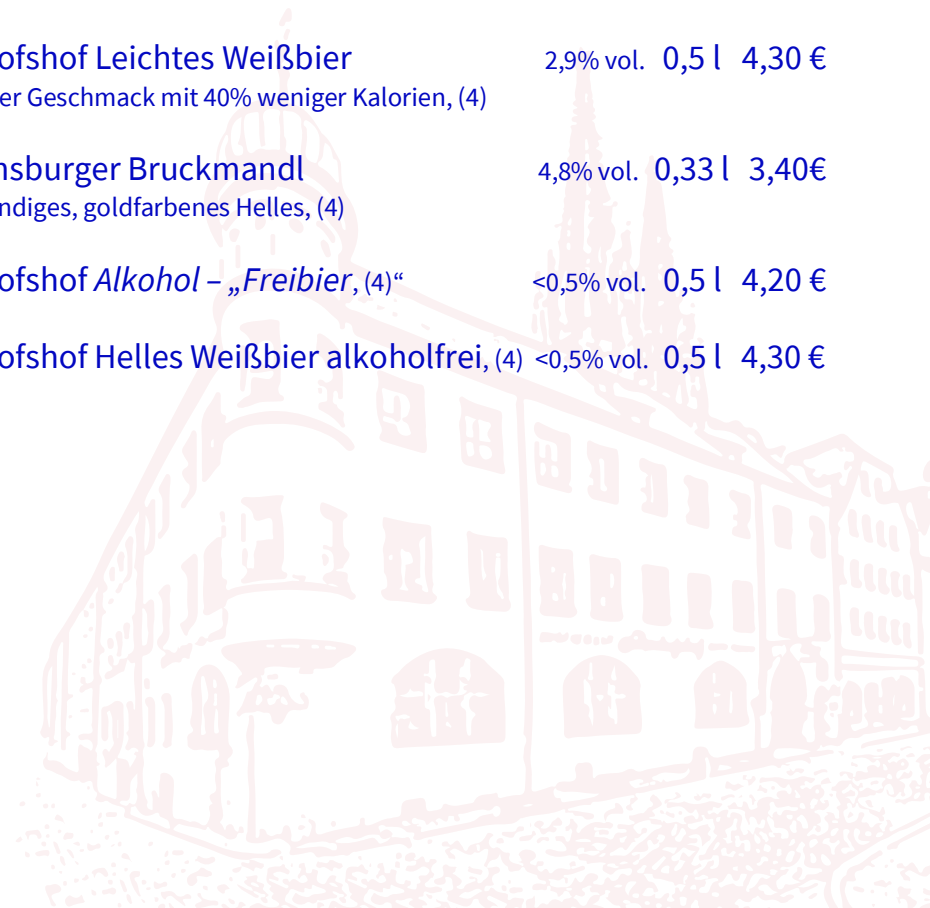 ofshof Leichtes Weißbier 2,9% vol. 0,5 l 4,30 €
er Geschmack mit 40% weniger Kalorien, (4)
nsburger Bruckmandl 4,8% vol. 0,33 l 3,40€
ndiges, goldfarbenes Helles, (4)
ofshof Alkohol – „Freibier, (4)“ <0,5% vol. 0,5 l 4,20 €
ofshof Helles Weißbier alkoholfrei, (4) <0,5% vol. 0,5 l 4,30 €